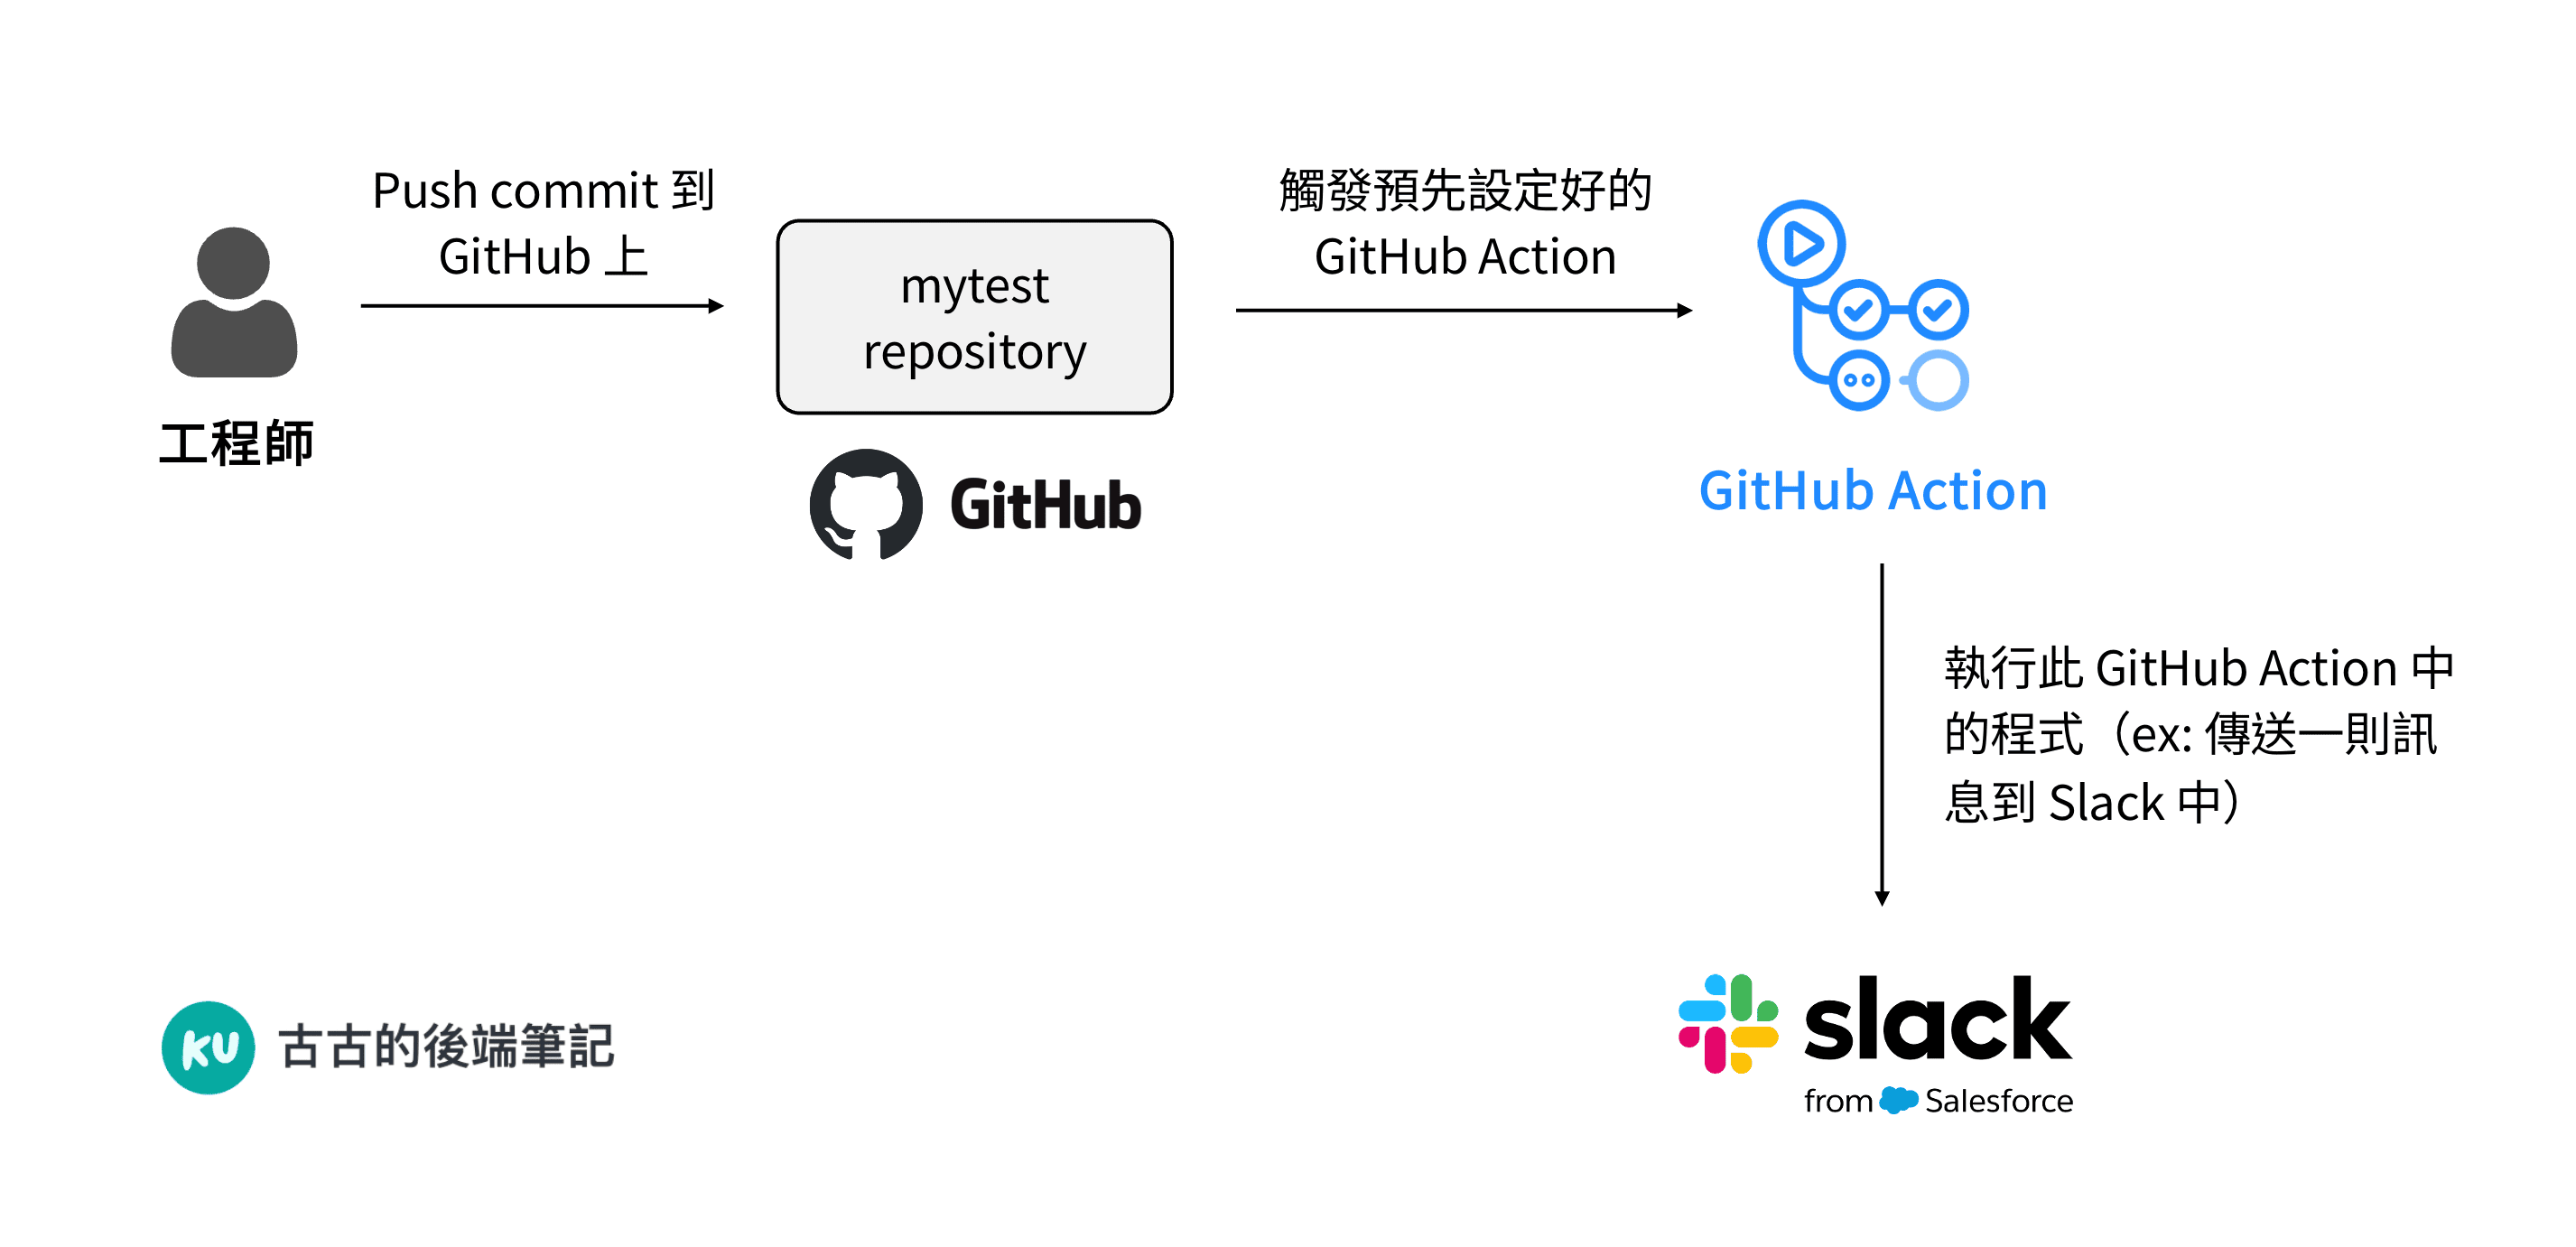 Push commit 到
GitHub 上
觸發預先設定好的
GitHub Action
mytest
repository
工程師
GitHub
GitHub Action
執行此 GitHub Action 中
的程式（ex: 傳送一則訊
息到 Slack 中）
KU
古古的後端筆記
slack
from Salesforce